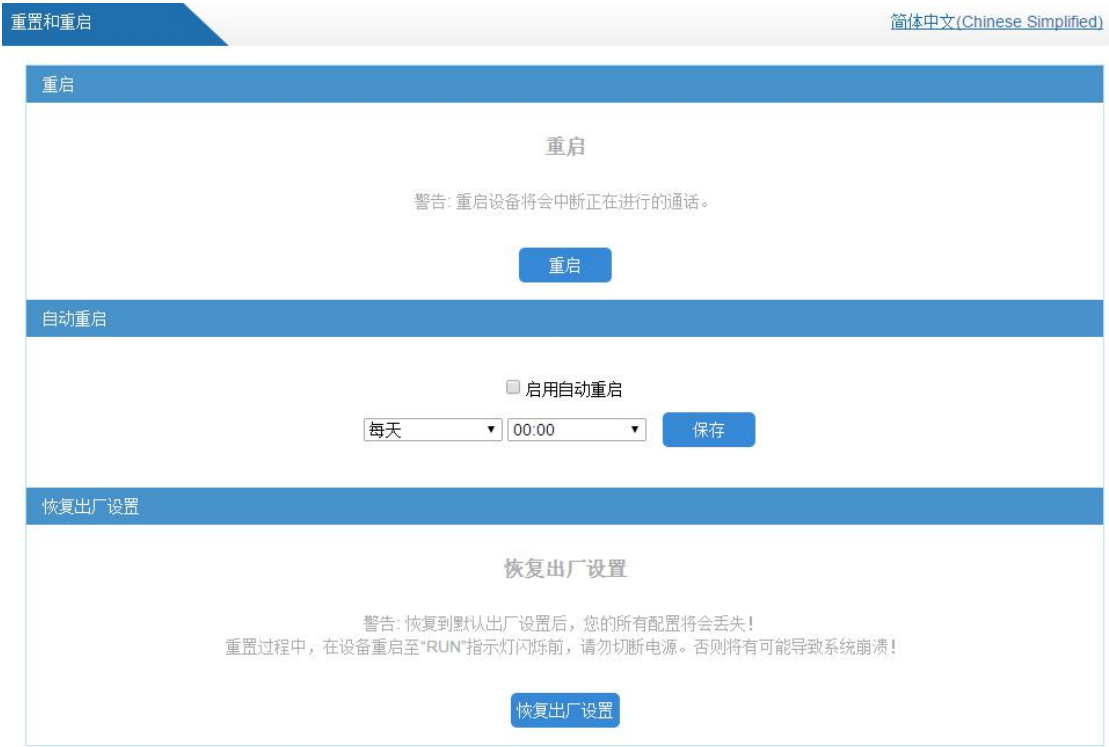 重置和重启
简体中文(Chinese Simplified)
重启
重启
警告: 重启设备将会中断正在进行的通话。
重启
自动重启
启用自动重启
每天 00:00 保存
恢复出厂设置
恢复出厂设置
警告: 恢复到默认出厂设置后，您的所有配置将会丢失!
重置过程中，在设备重启至“RUN”指示灯闪烁前，请勿切断电源。否则将有可能导致系统崩溃!
恢复出厂设置